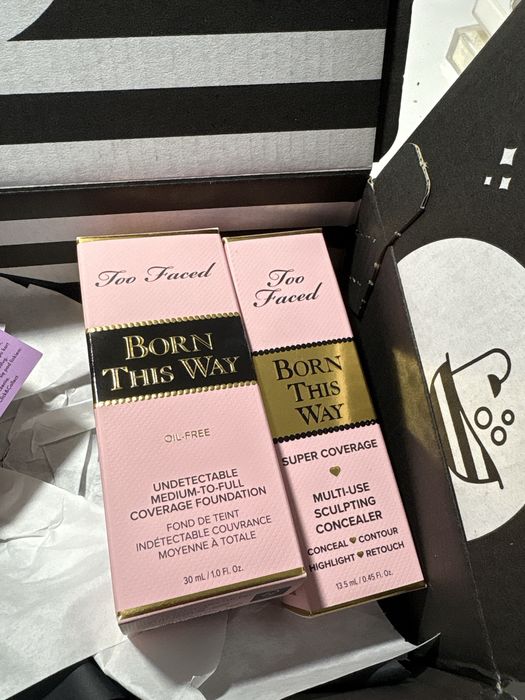 Too Faced
BORN
THIS WAY
OIL-FREE
UNDETECTABLE
MEDIUM-TO-FULL
COVERAGE FOUNDATION
FOND DE TEINT
INDÉTECTABLE COUVRANCE
MOYENNE À TOTALE
30 mL / 1.0 Fl. Oz.
Too
Faced
BORN
THIS
WAY
SUPER COVERAGE
MULTI-USE
SCULPTING
CONCEALER
CONCEAL CONTOUR
HIGHLIGHT RETOUCH
13.5 mL / 0.45 Fl. Oz.